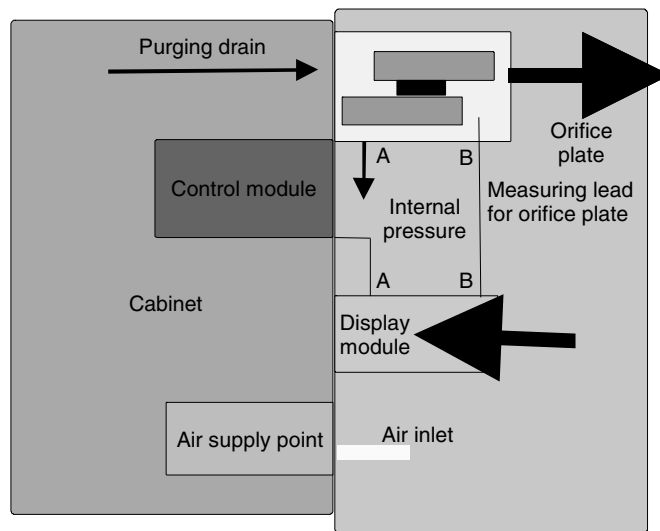 Purging drain
Orifice
plate
A
B
Control module
Measuring lead
for orifice plate
Internal
pressure
A
B
Cabinet
Display
module
Air supply point
Air inlet